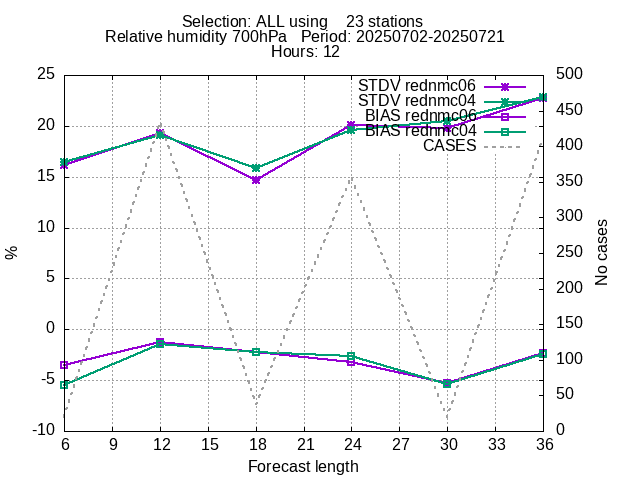 Selection: ALL using    23 stations
Relative humidity 700hPa   Period: 20250702-20250721
Hours: 12
25
20
15
10
5
0
-5
-10
%
STDV rednmc06
STDV rednmc04
BIAS rednmc06
BIAS rednmc04
CASES
500
450
400
350
300
250
200
150
100
50
0
No cases
6 9 12 15 18 21 24 27 30 33 36
Forecast length